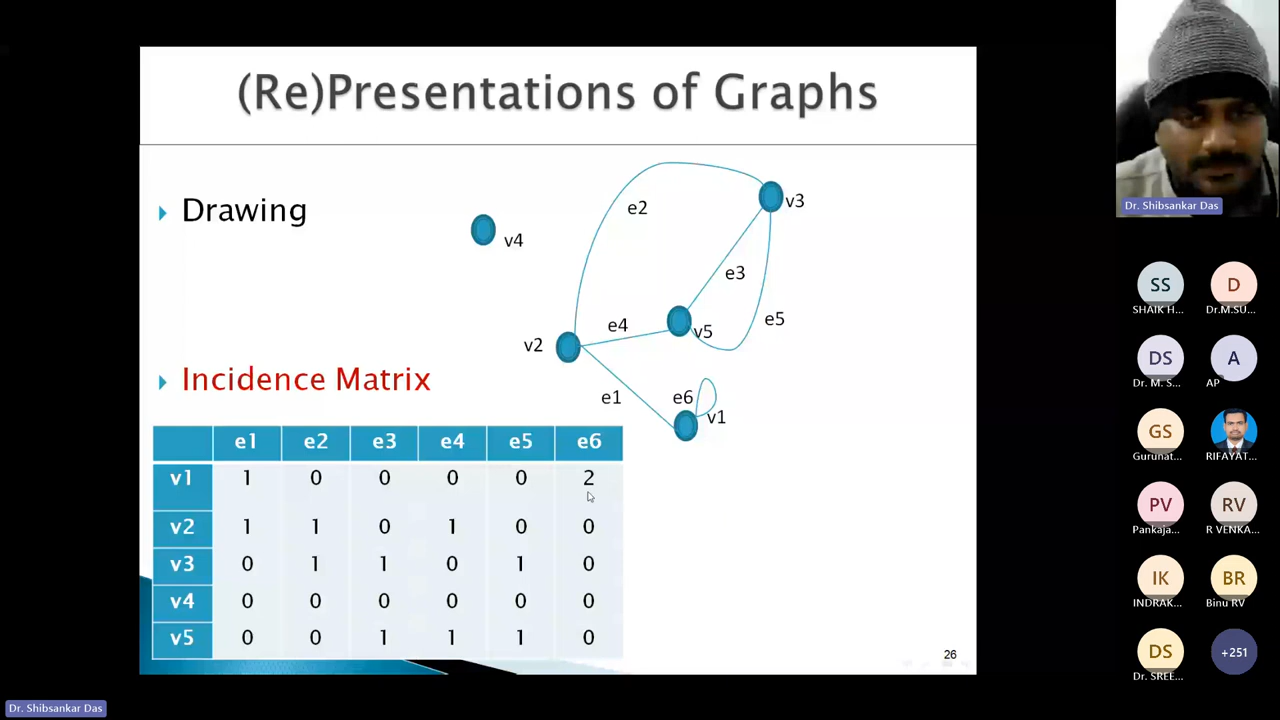 (Re)Presentations of Graphs
Drawing
v4
e2
v3
e3
e5
e4
v5
v2
e1
e6
v1
Incidence Matrix
e1 e2 e3 e4 e5 e6
v1 1 0 0 0 0 2
v2 1 1 0 1 0 0
v3 0 1 1 0 1 0
v4 0 0 0 0 0 0
v5 0 0 1 1 1 0
26
Dr. Shibsankar Das
SS D
SHAIK H... Dr.M.SU...
DS A
Dr. M. S... AP
GS
Gurunat... RIFAYAT...
PV RV
Pankaja... R VENKA...
IK BR
INDRAK... Binu RV
DS +251
Dr. SREE...
Dr. Shibsankar Das